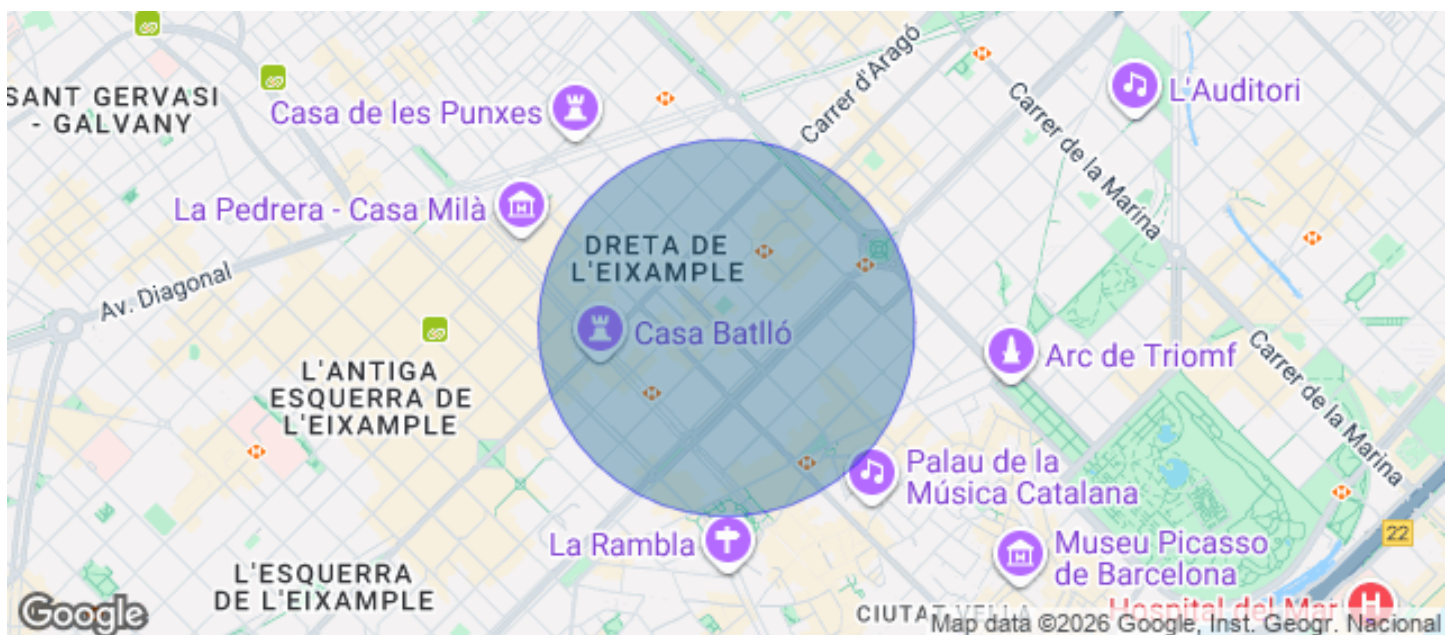 SANT GERVASI
- GALVANY
Casa de les Punxes
Carrer d'Aragó
L'Auditori
Carrer de la Marina
La Pedrera - Casa Milà
DRETA DE
L'EIXAMPLE
Av. Diagonal
Casa Batlló
Arc de Triomf
L'ANTIGA
ESQUERRA DE
L'EIXAMPLE
Carrer de la Marina
Palau de la
Música Catalana
La Rambla
Museu Picasso
de Barcelona
22
L'ESQUERRA
DE L'EIXAMPLE
CIUTAT VELLA
Hospital del Mar
H
Google
Map data ©2026 Google, Inst. Geogr. Nacional